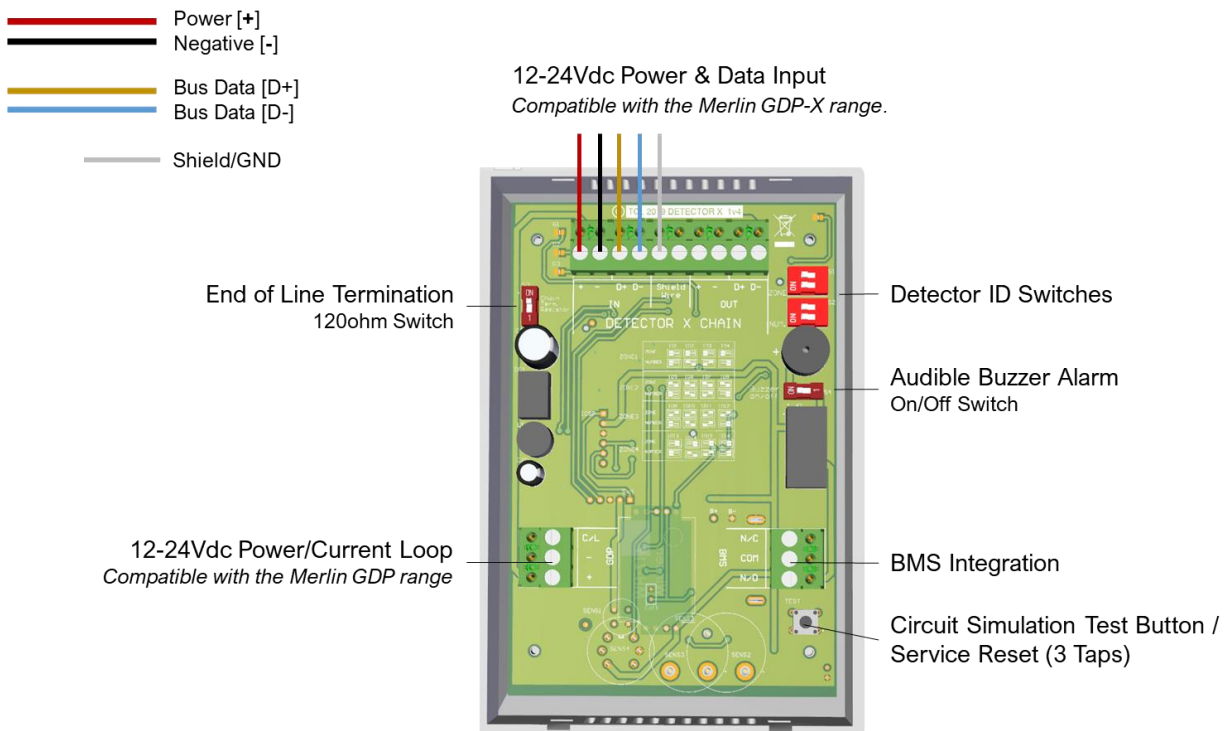 Power [+]
Negative [-]
Bus Data [D+]
Bus Data [D-]
Shield/GND
12-24Vdc Power & Data Input
Compatible with the Merlin GDP-X range.
DETECTOR X 1v4
+ - D+ D- Shield Wire + - D+ D-
IN OUT
DETECTOR X CHAIN
End of Line Termination
120ohm Switch
Detector ID Switches
Audible Buzzer Alarm
On/Off Switch
12-24Vdc Power/Current Loop
Compatible with the Merlin GDP range
C/L
-
+
GDP
BMS
N/C
COM
N/O
B+ B-
TEST
BMS Integration
Circuit Simulation Test Button /
Service Reset (3 Taps)
SENS3
SENS2